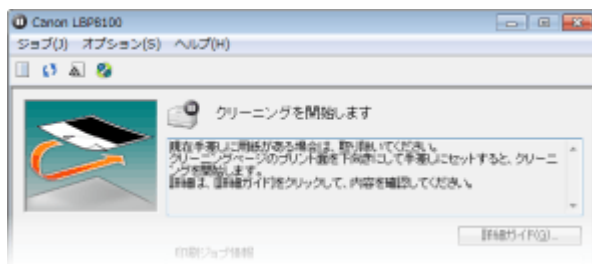 Canon LBP8100
ジョブ(J) オプション(S) ヘルプ(H)
クリーニングを開始します
現在手差しに用紙がある場合は、取り除いてください。
クリーニングページのプリント面を下向きにして手差しにセットすると、クリーニ
ングを開始します。
詳細は、[詳細ガイド]をクリックして、内容を確認してください。
詳細ガイド(G)...
印刷ジョブ情報